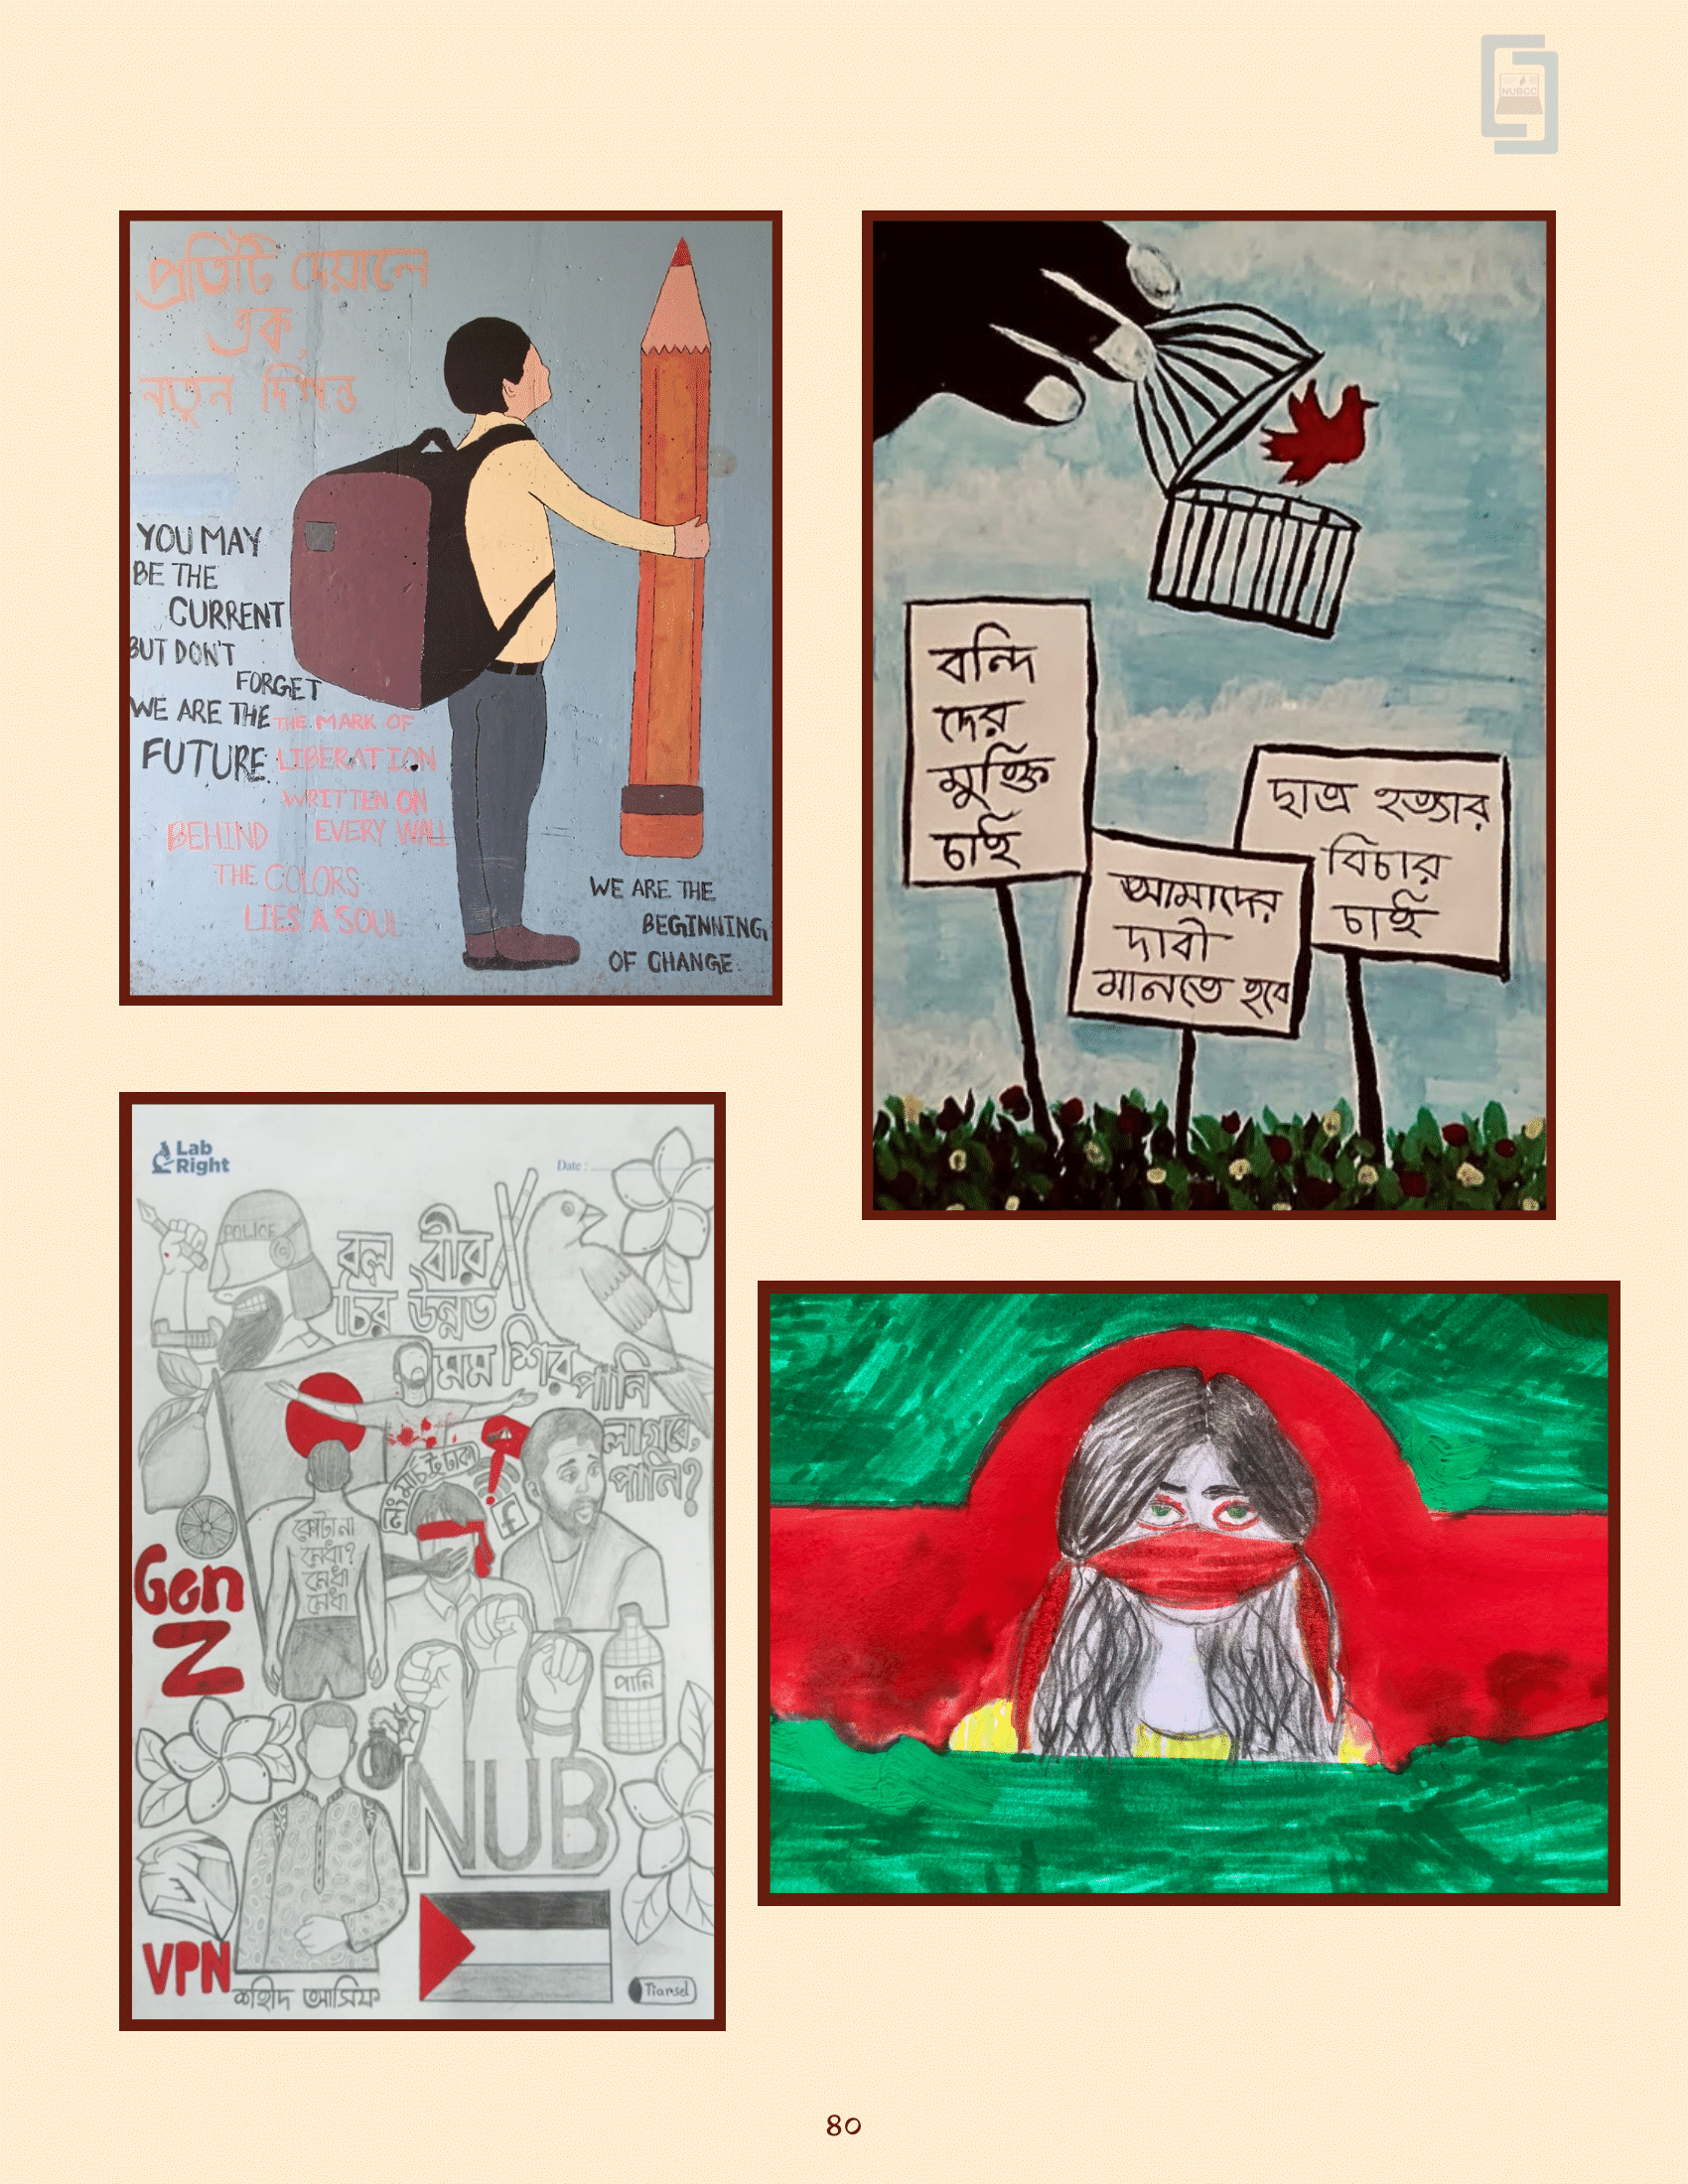 NUBCC
প্রতিটি দেয়ালে
এক
নতুন দিগন্ত
YOU MAY
BE THE
CURRENT
BUT DON'T
FORGET
WE ARE THE
FUTURE
THE MARK OF
LIBERATION
WRITTEN ON
EVERY WALL
BEHIND
THE COLORS
LIES A SOUL
WE ARE THE
BEGINNING
OF CHANGE.
বন্দি
দের
মুক্তি
চাই
আমাদের
দাবী
মানতে হবে
ছাত্র হত্যার
বিচার
চাই
Lab
Right
Date :
POLICE
বল বীর
চির উন্নত
মম শির
পানি
লাগবে,
পানি?
লং মার্চ টু ঢাকা
f
কোটা না
মেধা?
মেধা
মেধা
Gen
Z
পানি
NUB
VPN
শহীদ আসিফ
Tiansel
80